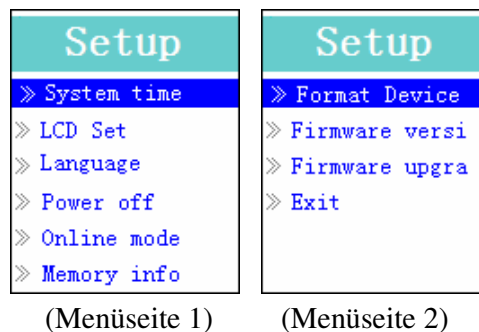 Setup
» System time
» LCD Set
» Language
» Power off
» Online mode
» Memory info
(Menüseite 1)
Setup
» Format Device
» Firmware versi
» Firmware upgra
» Exit
(Menüseite 2)